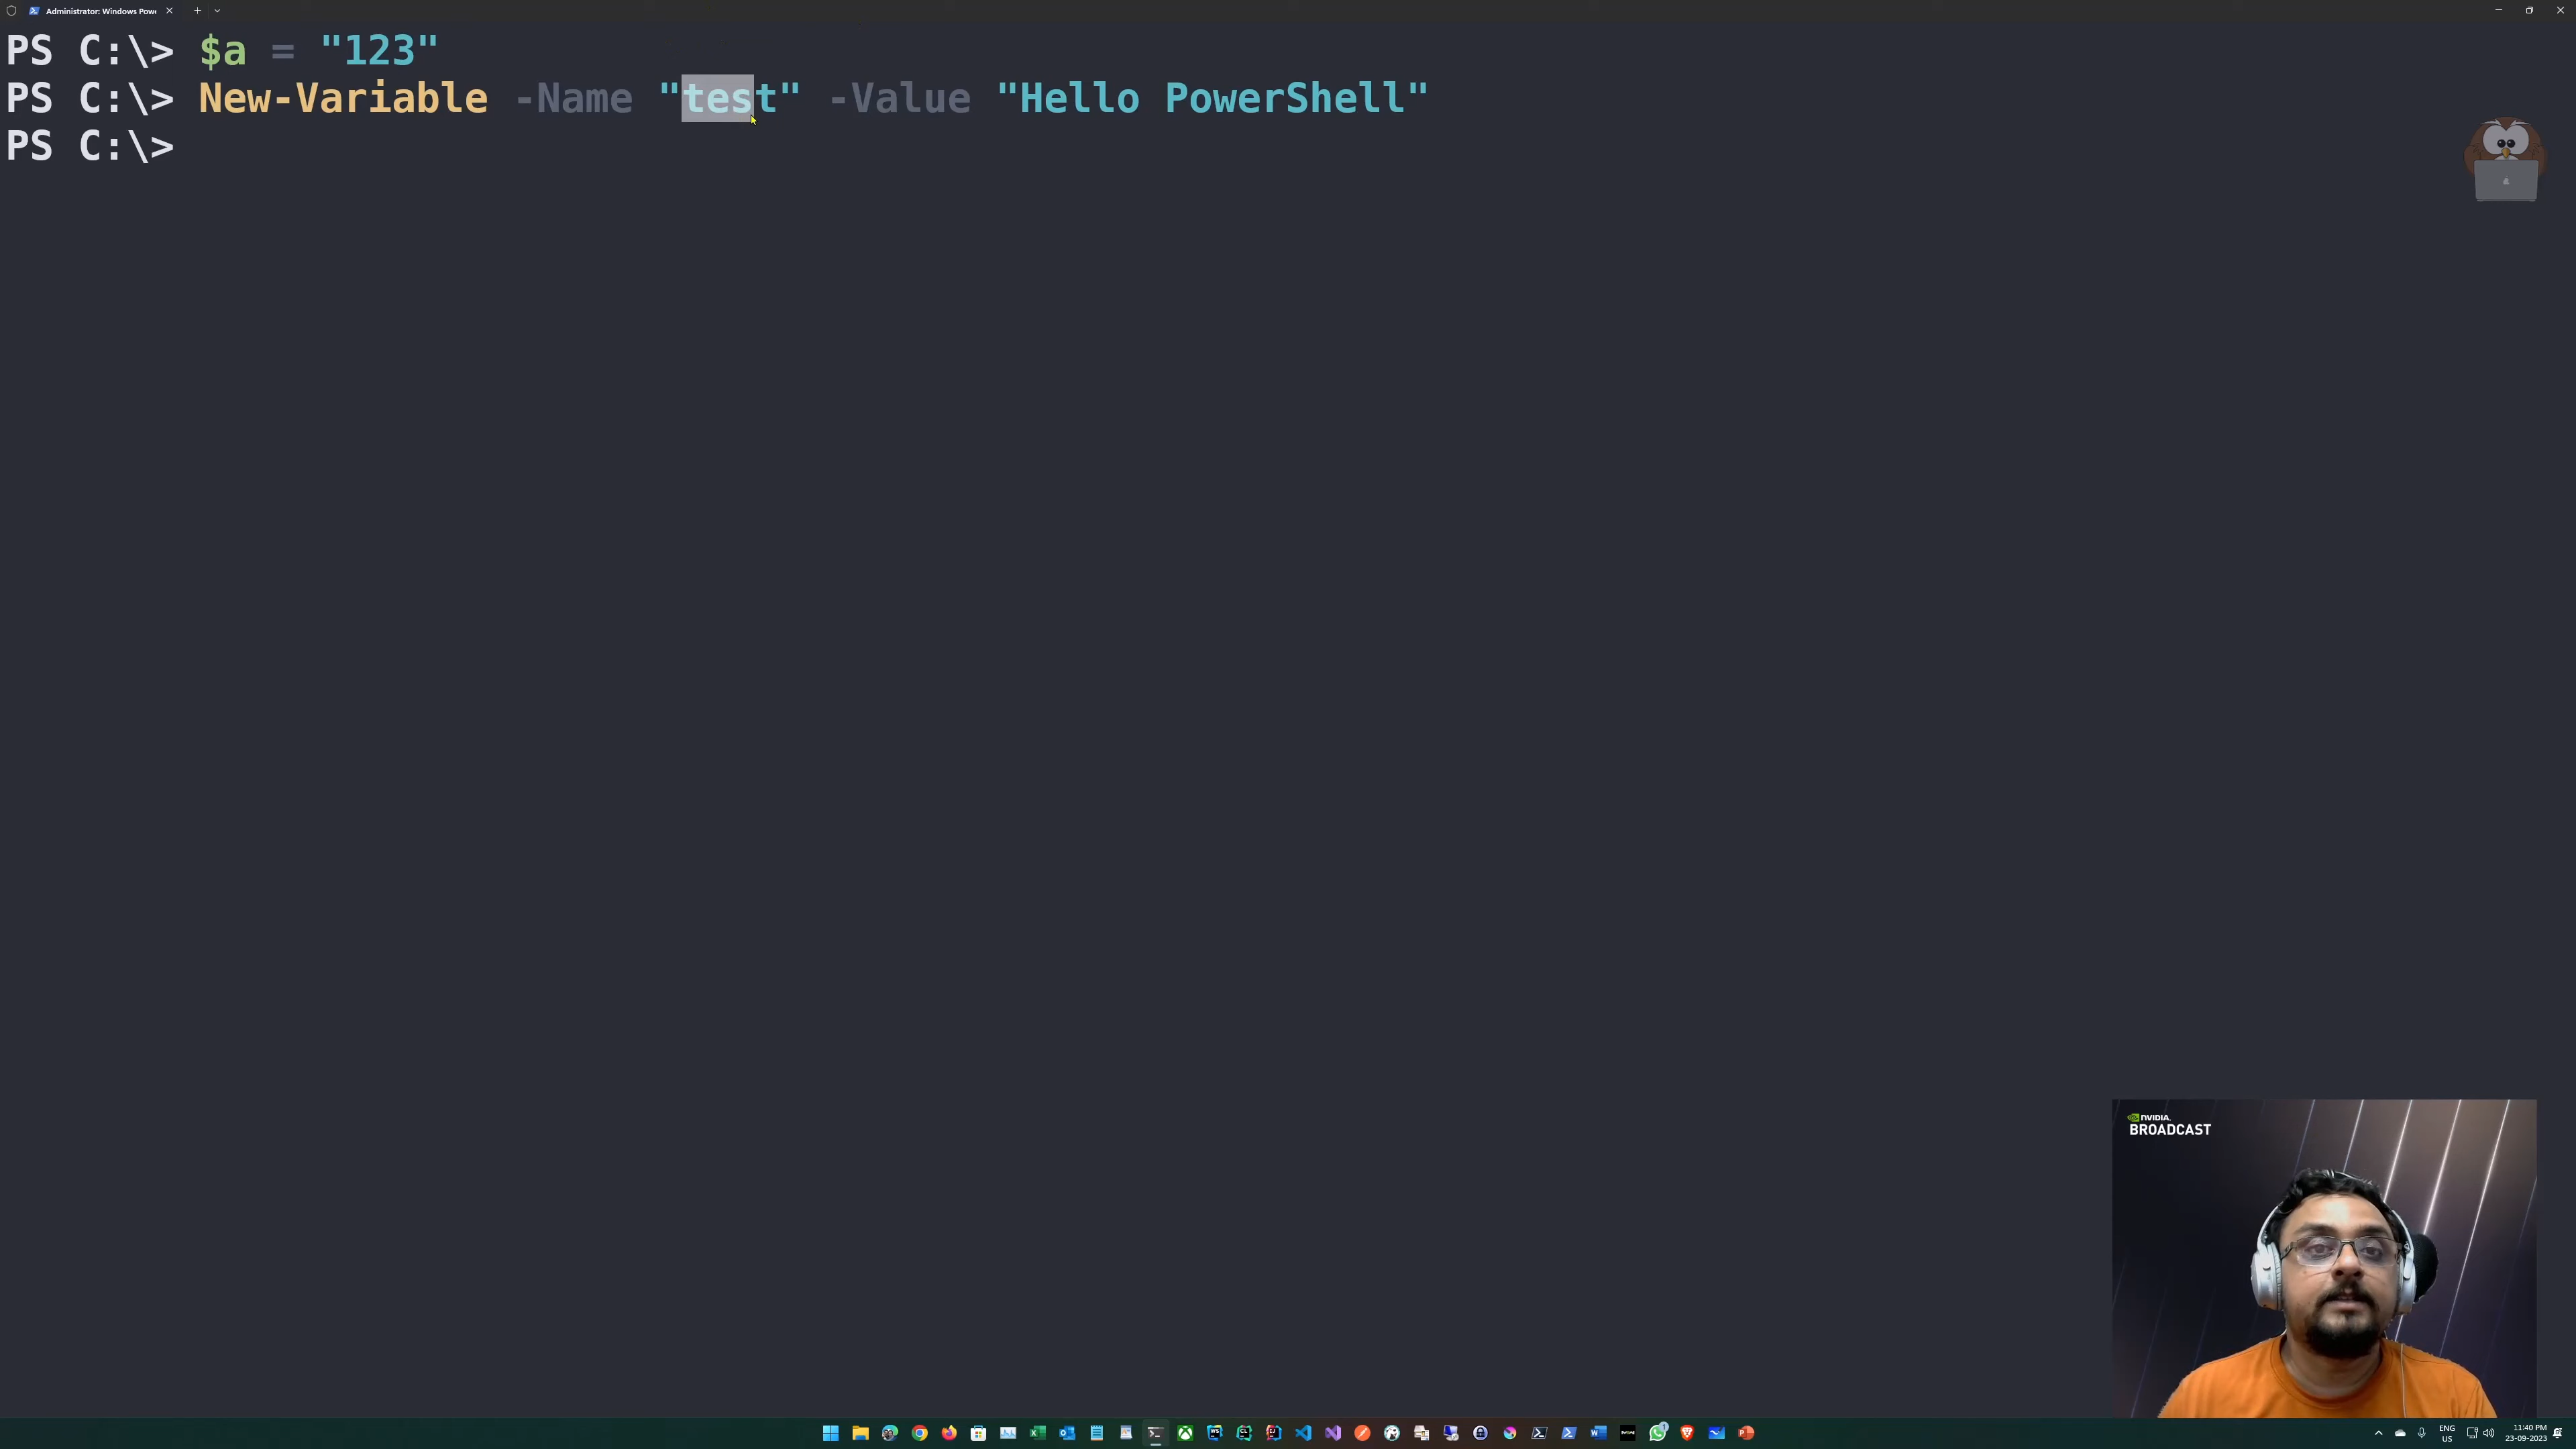 Administrator: Windows Pow
PS C:\> $a = "123"
PS C:\> New-Variable -Name "test" -Value "Hello PowerShell"
PS C:\>
NVIDIA.
BROADCAST
ENG
US
11:40 PM
23-09-2023